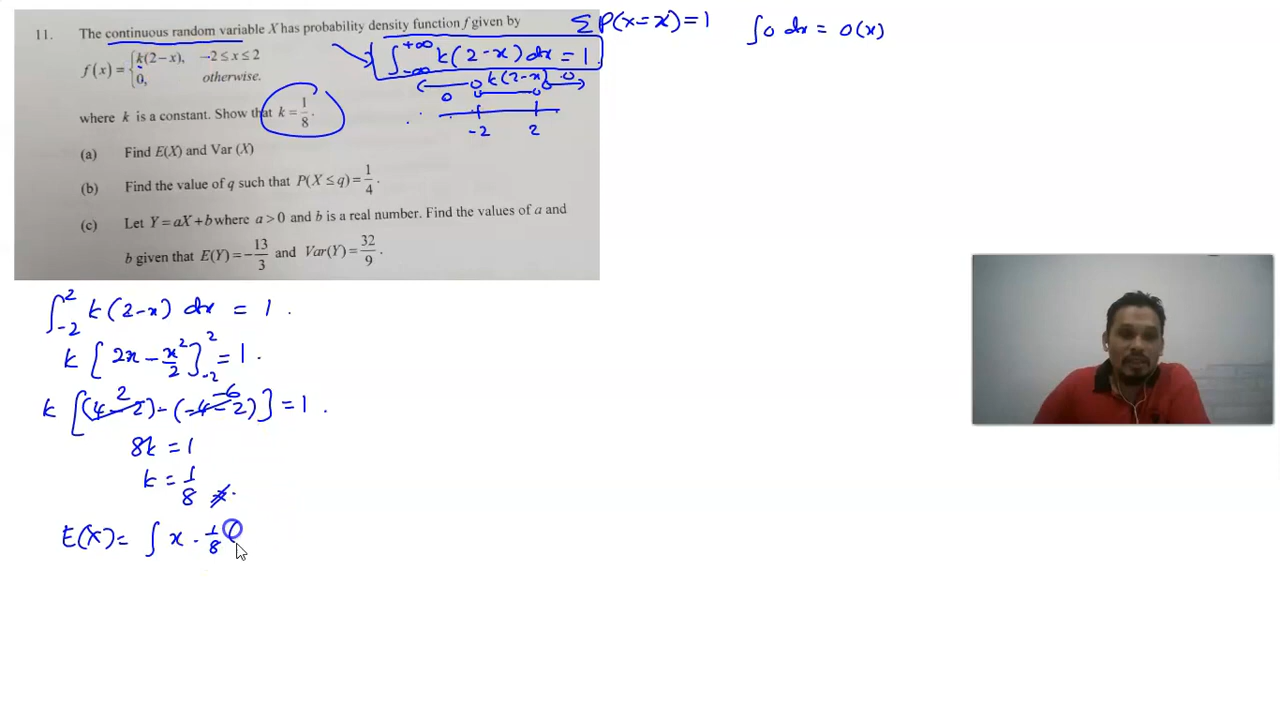 11. The continuous random variable X has probability density function f given by
f(x) = { k(2−x), −2 ≤ x ≤ 2
0, otherwise.
where k is a constant. Show that k = 1/8.
(a) Find E(X) and Var (X)
(b) Find the value of q such that P(X ≤ q) = 1/4.
(c) Let Y = aX + b where a > 0 and b is a real number. Find the values of a and
b given that E(Y) = −13/3 and Var(Y) = 32/9.
∑P(X=x)=1
∫0 dx = 0(x)
∫_{-∞}^{+∞} k(2-x) dx = 1.
k(2-x) 0
0
-2 2
∫_{-2}^{2} k(2-x) dx = 1.
k [2x - x²/2]_{-2}^{2} = 1.
k [(4-2) - (-4-2)] = 1.
2 -6
8k = 1
k = 1/8
E(X) = ∫ x · 1/8 (